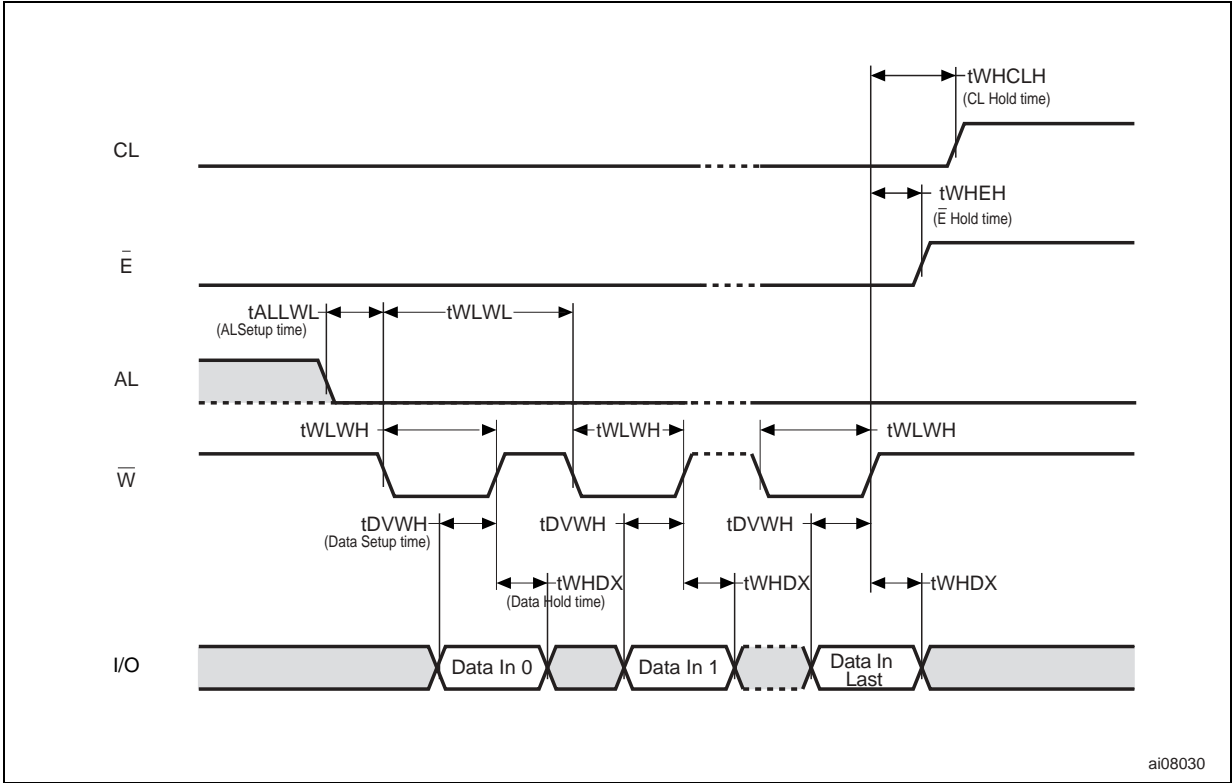 tWHCLH
(CL Hold time)
CL
tWHEH
(E̅ Hold time)
E̅
tALLWL
(ALSetup time)
tWLWL
AL
tWLWH
tWLWH
tWLWH
W̅
tDVWH
(Data Setup time)
tDVWH
tDVWH
tWHDX
(Data Hold time)
tWHDX
tWHDX
I/O
Data In 0
Data In 1
Data In
Last
ai08030